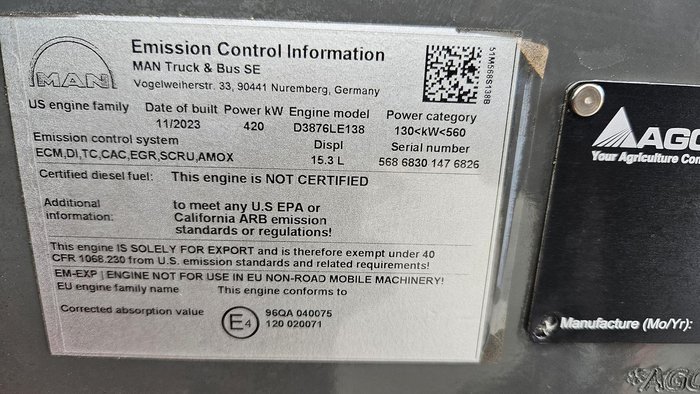 MAN
Emission Control Information
MAN Truck & Bus SE
Vogelweiherstr. 33, 90441 Nuremberg, Germany
51M568S138B
US engine family Date of built Power kW Engine model Power category
11/2023 420 D3876LE138 130<kW<560
Emission control system Displ Serial number
ECM,DI,TC,CAC,EGR,SCRU,AMOX 15.3 L 568 6830 147 6826
Certified diesel fuel: This engine is NOT CERTIFIED
Additional information to meet any U.S EPA or
California ARB emission
standards or regulations!
This engine IS SOLELY FOR EXPORT and is therefore exempt under 40
CFR 1068.230 from U.S. emission standards and related requirements!
EM-EXP | ENGINE NOT FOR USE IN EU NON-ROAD MOBILE MACHINERY!
EU engine family name This engine conforms to
Corrected absorption value E4 96QA 040075
120 020071
AGC
Your Agriculture Com
Manufacture (Mo/Yr):
AGC